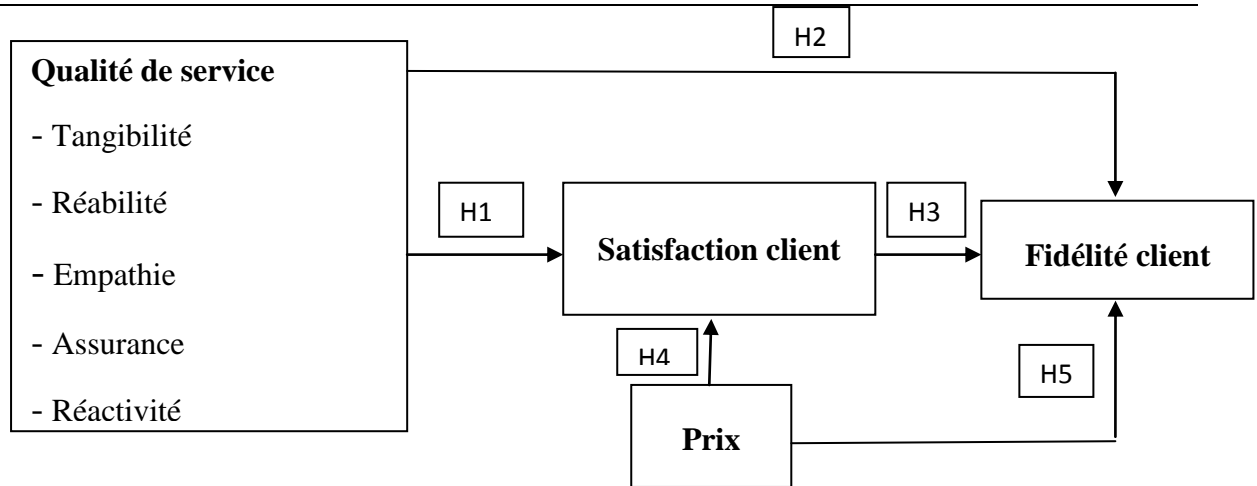 H2
Qualité de service
- Tangibilité
- Réabilité
- Empathie
- Assurance
- Réactivité
H1
Satisfaction client
H3
Fidélité client
H4
H5
Prix